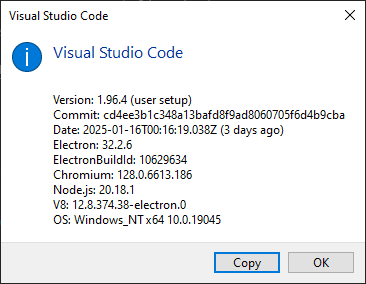 Visual Studio Code
Visual Studio Code
Version: 1.96.4 (user setup)
Commit: cd4ee3b1c348a13bafd8f9ad8060705f6d4b9cba
Date: 2025-01-16T00:16:19.038Z (3 days ago)
Electron: 32.2.6
ElectronBuildId: 10629634
Chromium: 128.0.6613.186
Node.js: 20.18.1
V8: 12.8.374.38-electron.0
OS: Windows_NT x64 10.0.19045
Copy
OK